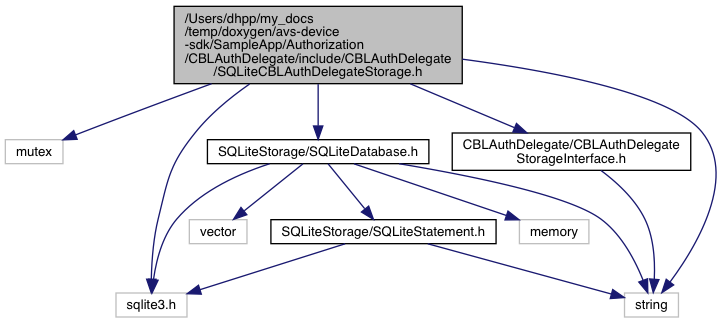 /Users/dhpp/my_docs
/temp/doxygen/avs-device
-sdk/SampleApp/Authorization
/CBLAuthDelegate/include/CBLAuthDelegate
/SQLiteCBLAuthDelegateStorage.h
mutex
SQLiteStorage/SQLiteDatabase.h
CBLAuthDelegate/CBLAuthDelegate
StorageInterface.h
vector
SQLiteStorage/SQLiteStatement.h
memory
sqlite3.h
string